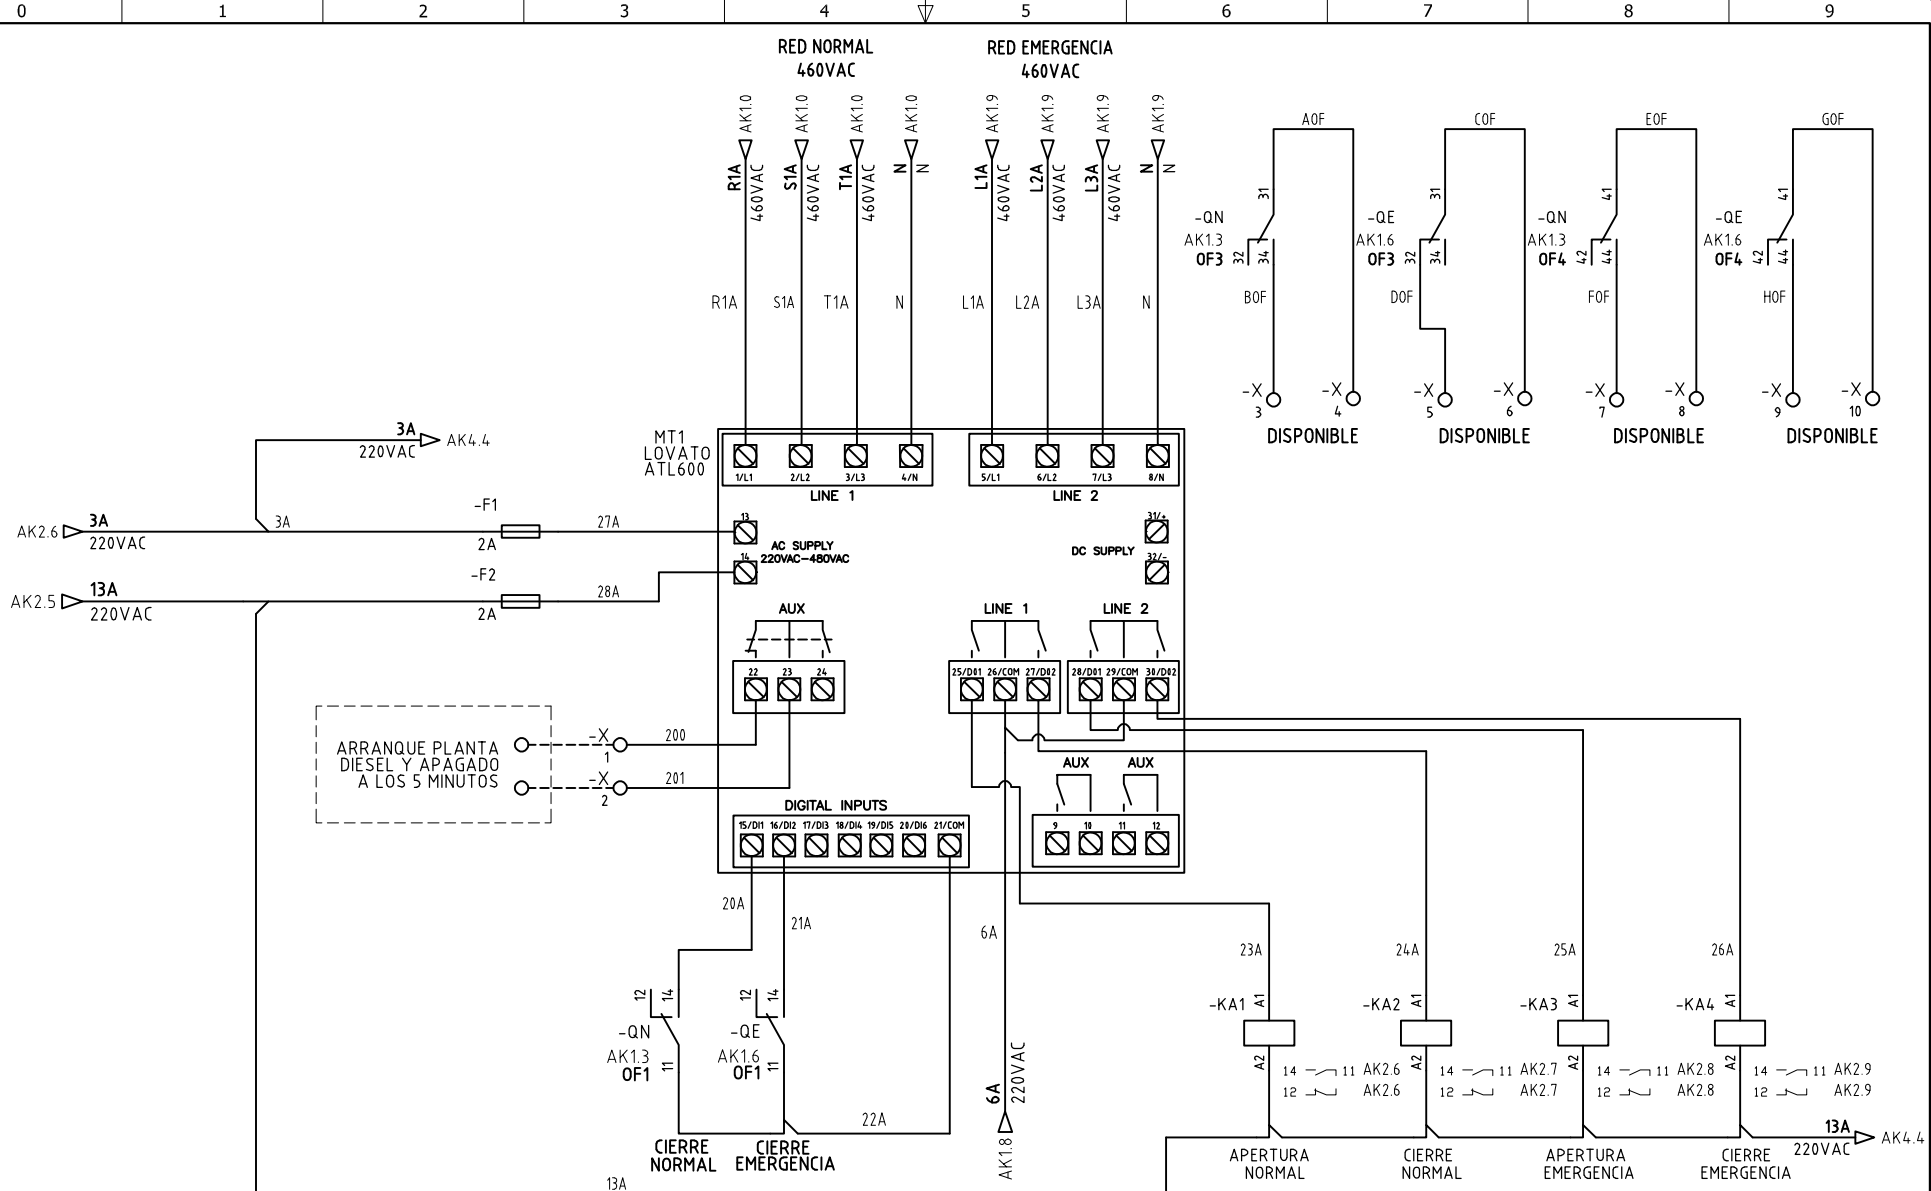 0 1 2 3 4 5 6 7 8 9
RED NORMAL
460VAC
RED EMERGENCIA
460VAC
AK1.0 AK1.0 AK1.0 AK1.0 AK1.9 AK1.9 AK1.9 AK1.9
R1A 460VAC S1A 460VAC T1A 460VAC N N L1A 460VAC L2A 460VAC L3A 460VAC N N
R1A S1A T1A N L1A L2A L3A N
A0F C0F E0F G0F
31 31 41 41
-QN -QE -QN -QE
AK1.3 AK1.6 AK1.3 AK1.6
OF3 OF3 OF4 OF4
32 34 32 34 42 44 42 44
B0F D0F F0F H0F
-X -X -X -X -X -X -X -X
3 4 5 6 7 8 9 10
DISPONIBLE DISPONIBLE DISPONIBLE DISPONIBLE
MT1
LOVATO
ATL600
1/L1 2/L2 3/L3 4/N 5/L1 6/L2 7/L3 8/N
LINE 1 LINE 2
3A
220VAC
AK4.4
AK2.6
3A
220VAC
3A
-F1
2A
27A
AK2.5
13A
220VAC
-F2
2A
28A
13
14
AC SUPPLY
220VAC-480VAC
31/+
32/-
DC SUPPLY
AUX LINE 1 LINE 2
22 23 24 25/D01 26/COM 27/D02 28/D01 29/COM 30/D02
ARRANQUE PLANTA
DIESEL Y APAGADO
A LOS 5 MINUTOS
-X
1
200
-X
2
201
AUX AUX
9 10 11 12
DIGITAL INPUTS
15/DI1 16/DI2 17/DI3 18/DI4 19/DI5 20/DI6 21/COM
20A 21A 6A 23A 24A 25A 26A
12 14 12 14
-QN -QE
AK1.3 AK1.6
OF1 OF1
11 11
22A
CIERRE
NORMAL
CIERRE
EMERGENCIA
6A
220VAC
AK1.8
-KA1 -KA2 -KA3 -KA4
A1 A1 A1 A1
A2 A2 A2 A2
14 11 AK2.6 14 11 AK2.7 14 11 AK2.8 14 11 AK2.9
12 AK2.6 12 AK2.7 12 AK2.8 12 AK2.9
13A
220VAC
AK4.4
APERTURA
NORMAL
CIERRE
NORMAL
APERTURA
EMERGENCIA
CIERRE
EMERGENCIA
13A